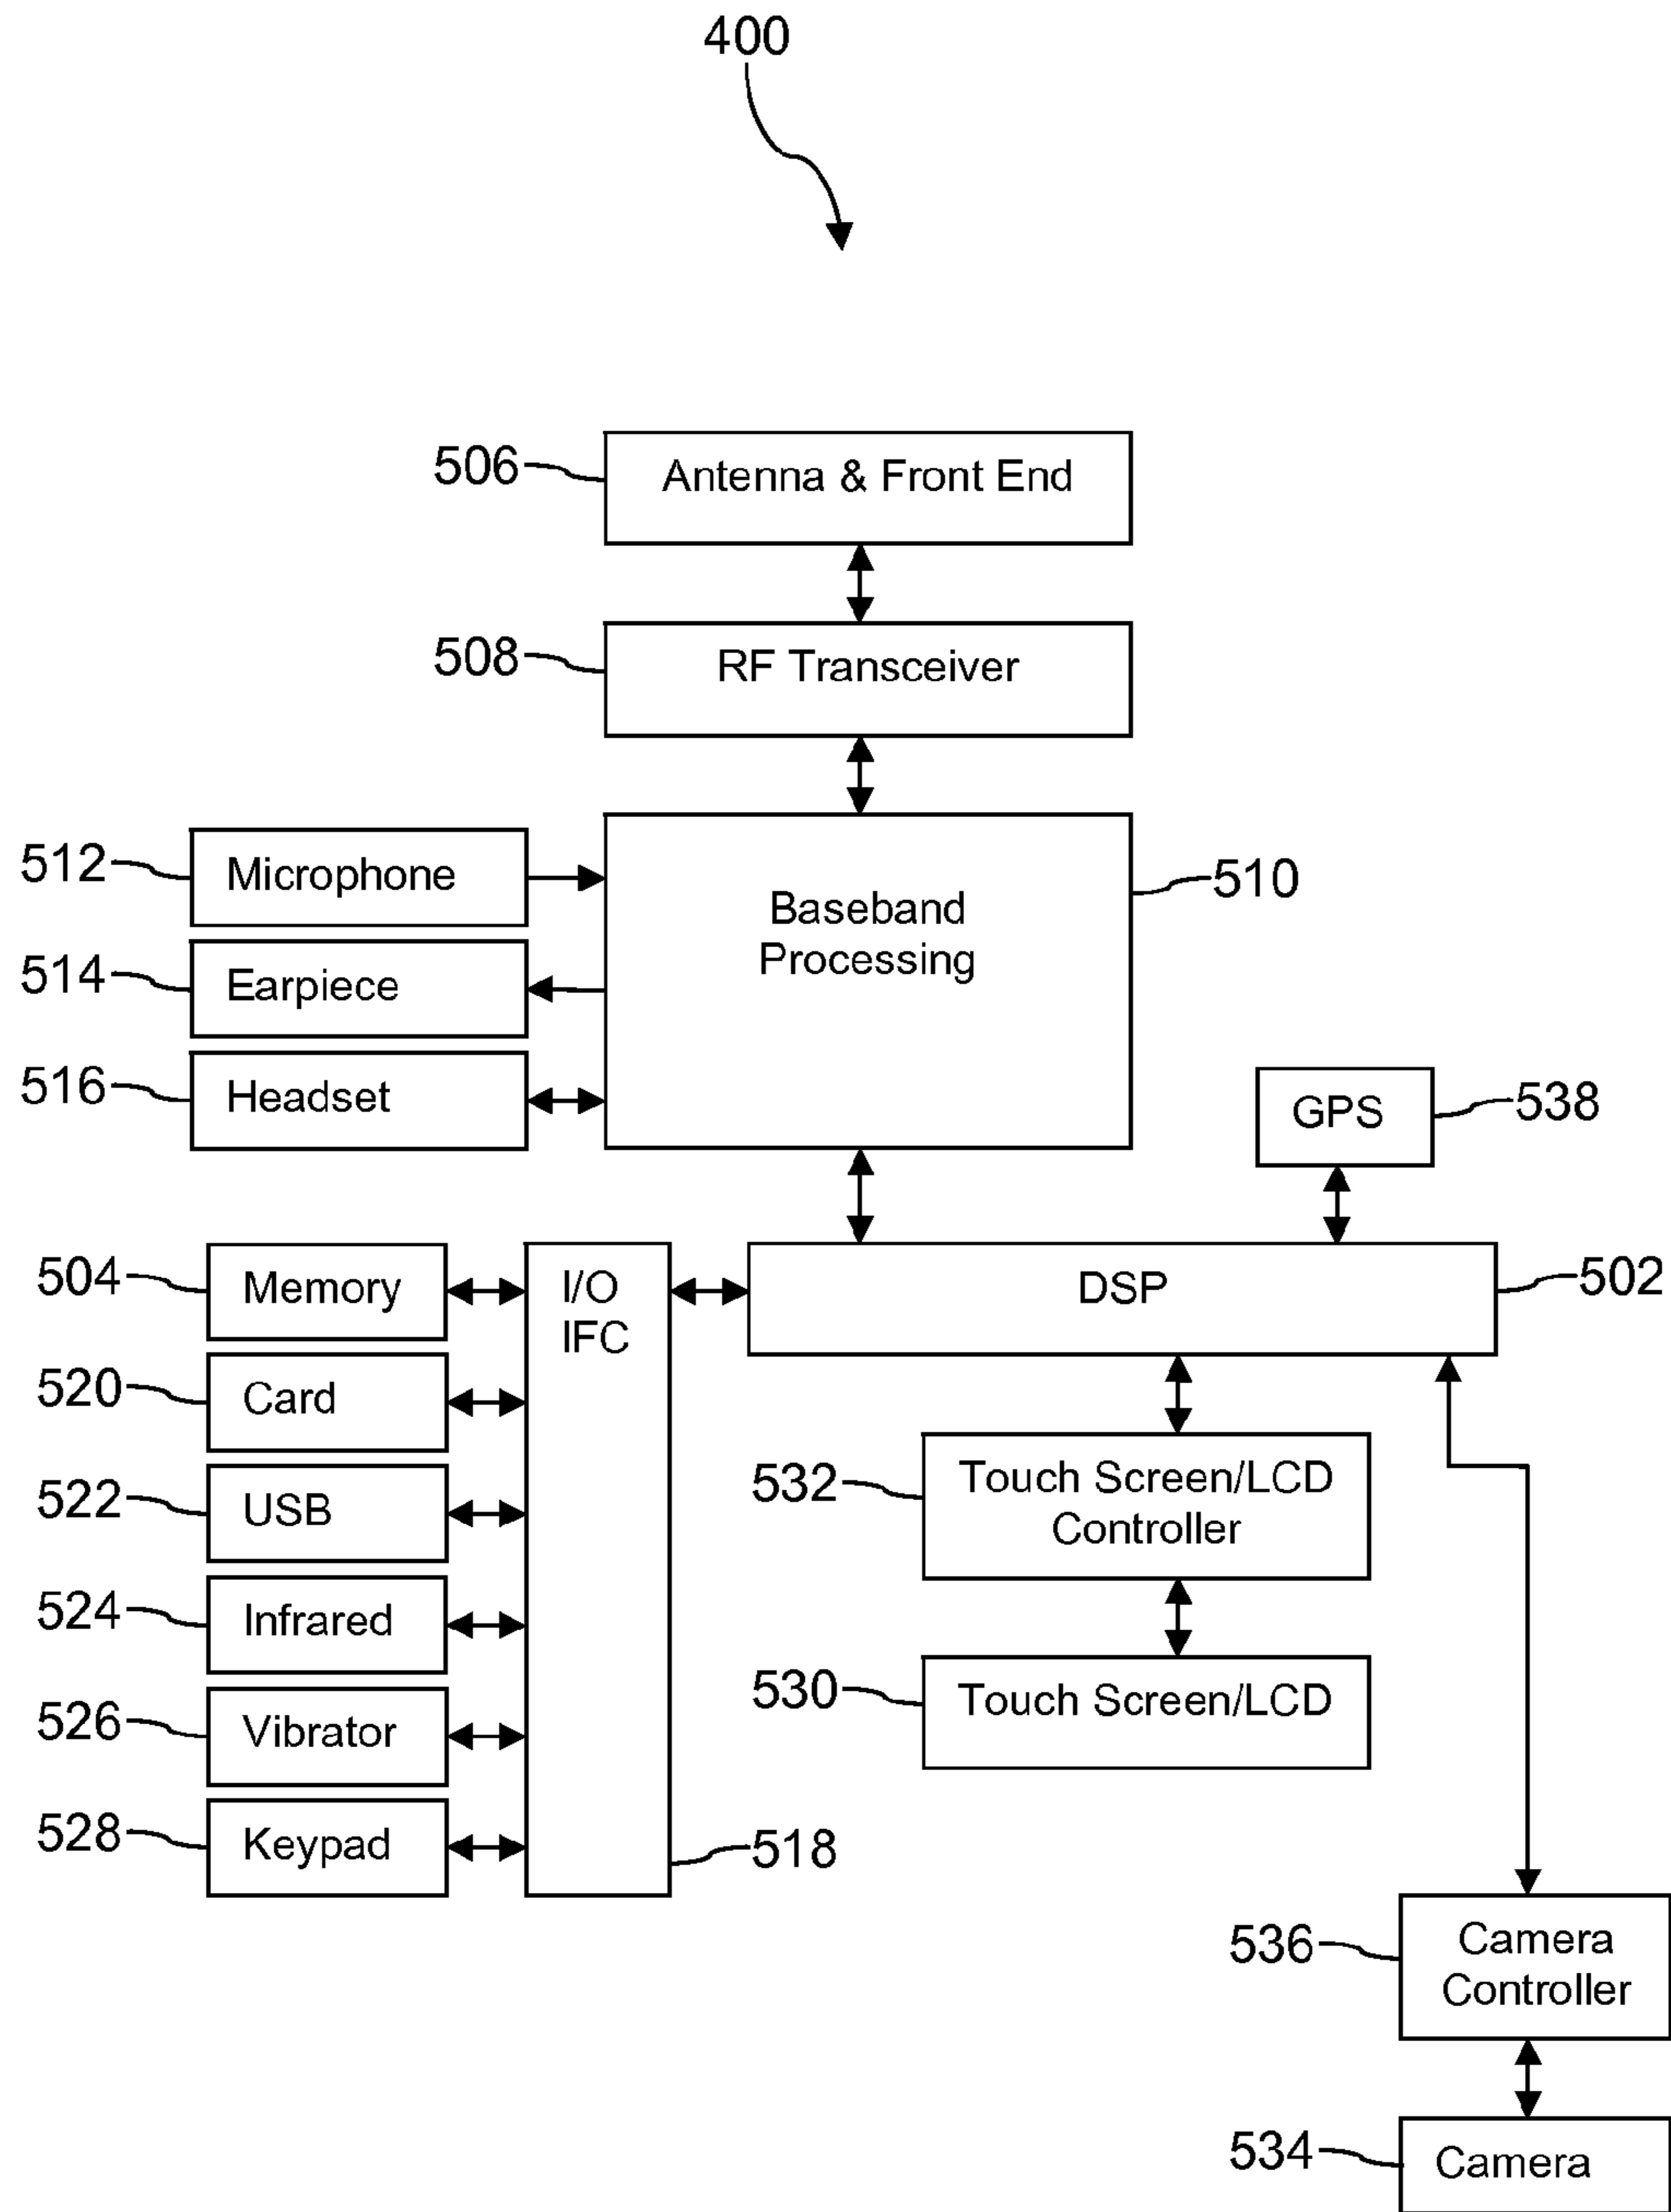 400
506
Antenna & Front End
508
RF Transceiver
512
Microphone
510
Baseband
Processing
514
Earpiece
516
Headset
538
GPS
504
Memory
I/O
IFC
DSP
502
520
Card
522
USB
532
Touch Screen/LCD
Controller
524
Infrared
530
Touch Screen/LCD
526
Vibrator
528
Keypad
518
536
Camera
Controller
534
Camera